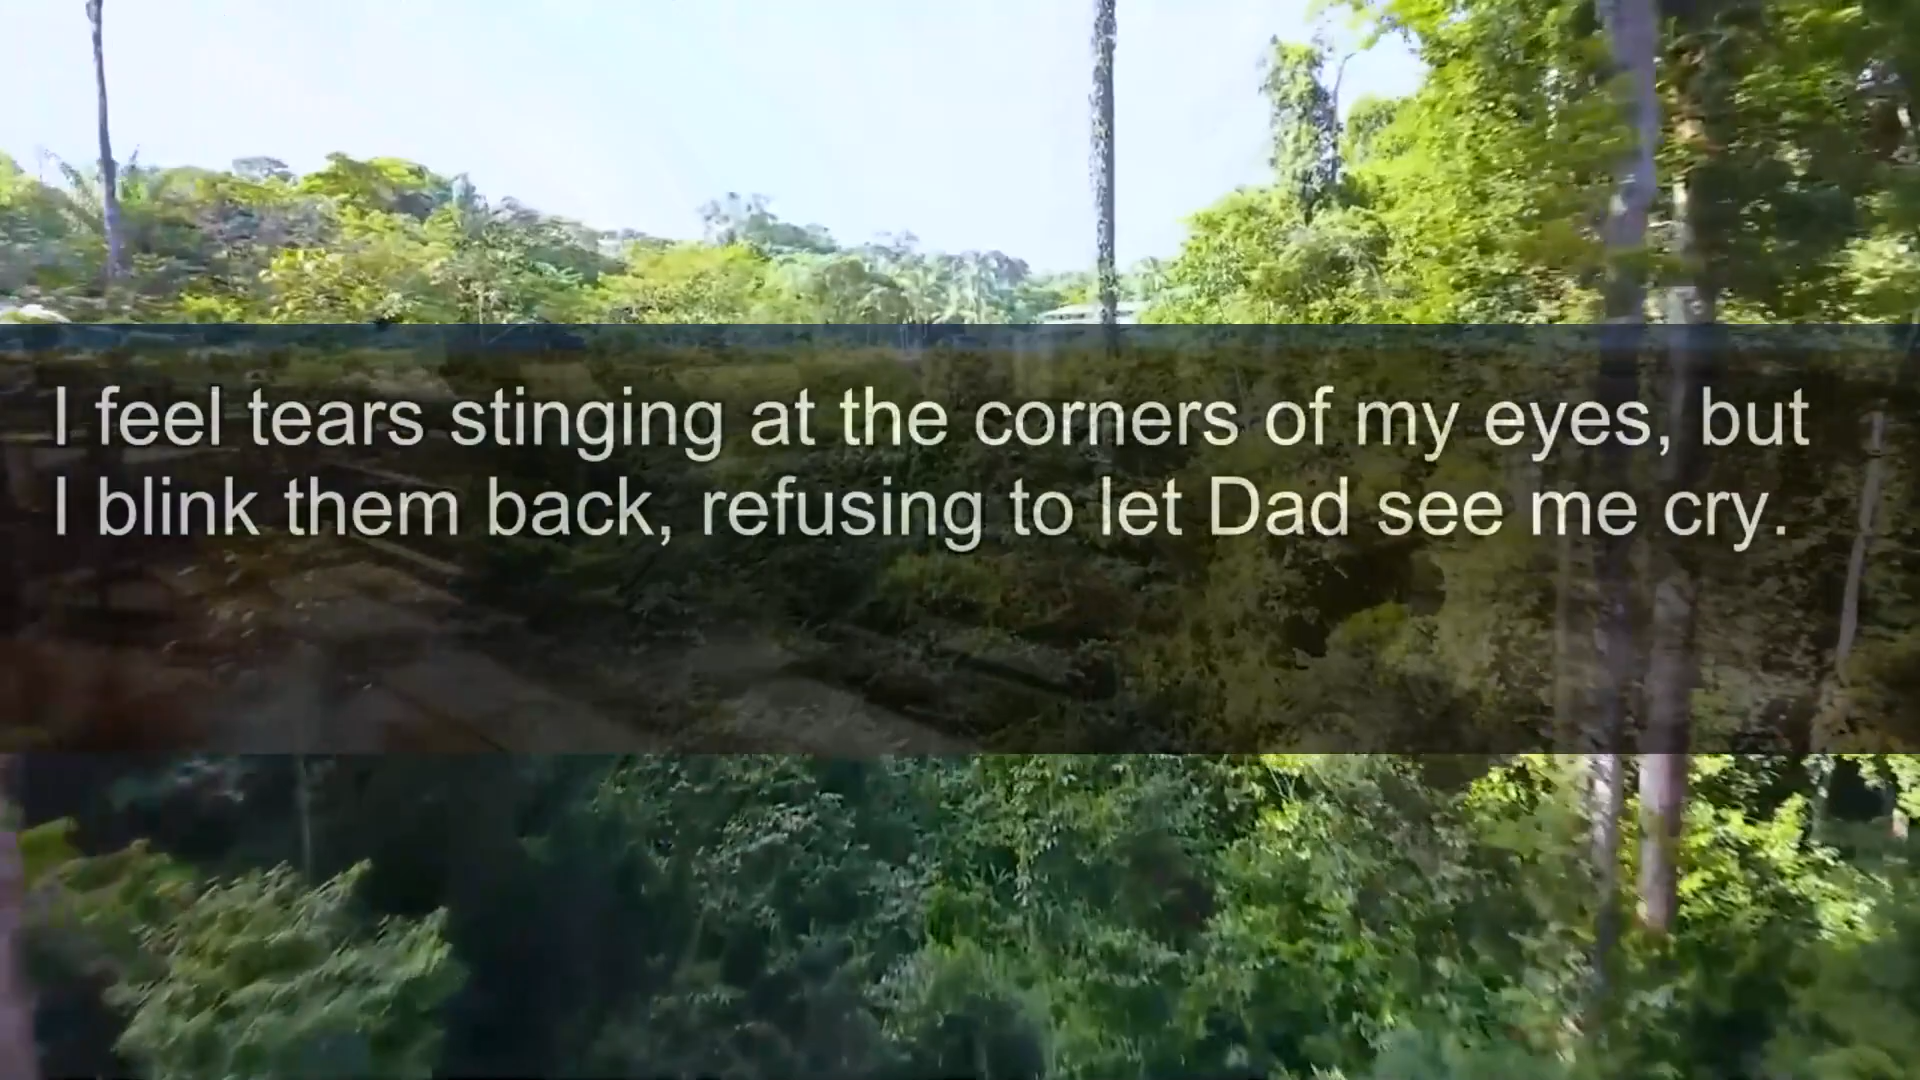 I feel tears stinging at the corners of my eyes, but
I blink them back, refusing to let Dad see me cry.